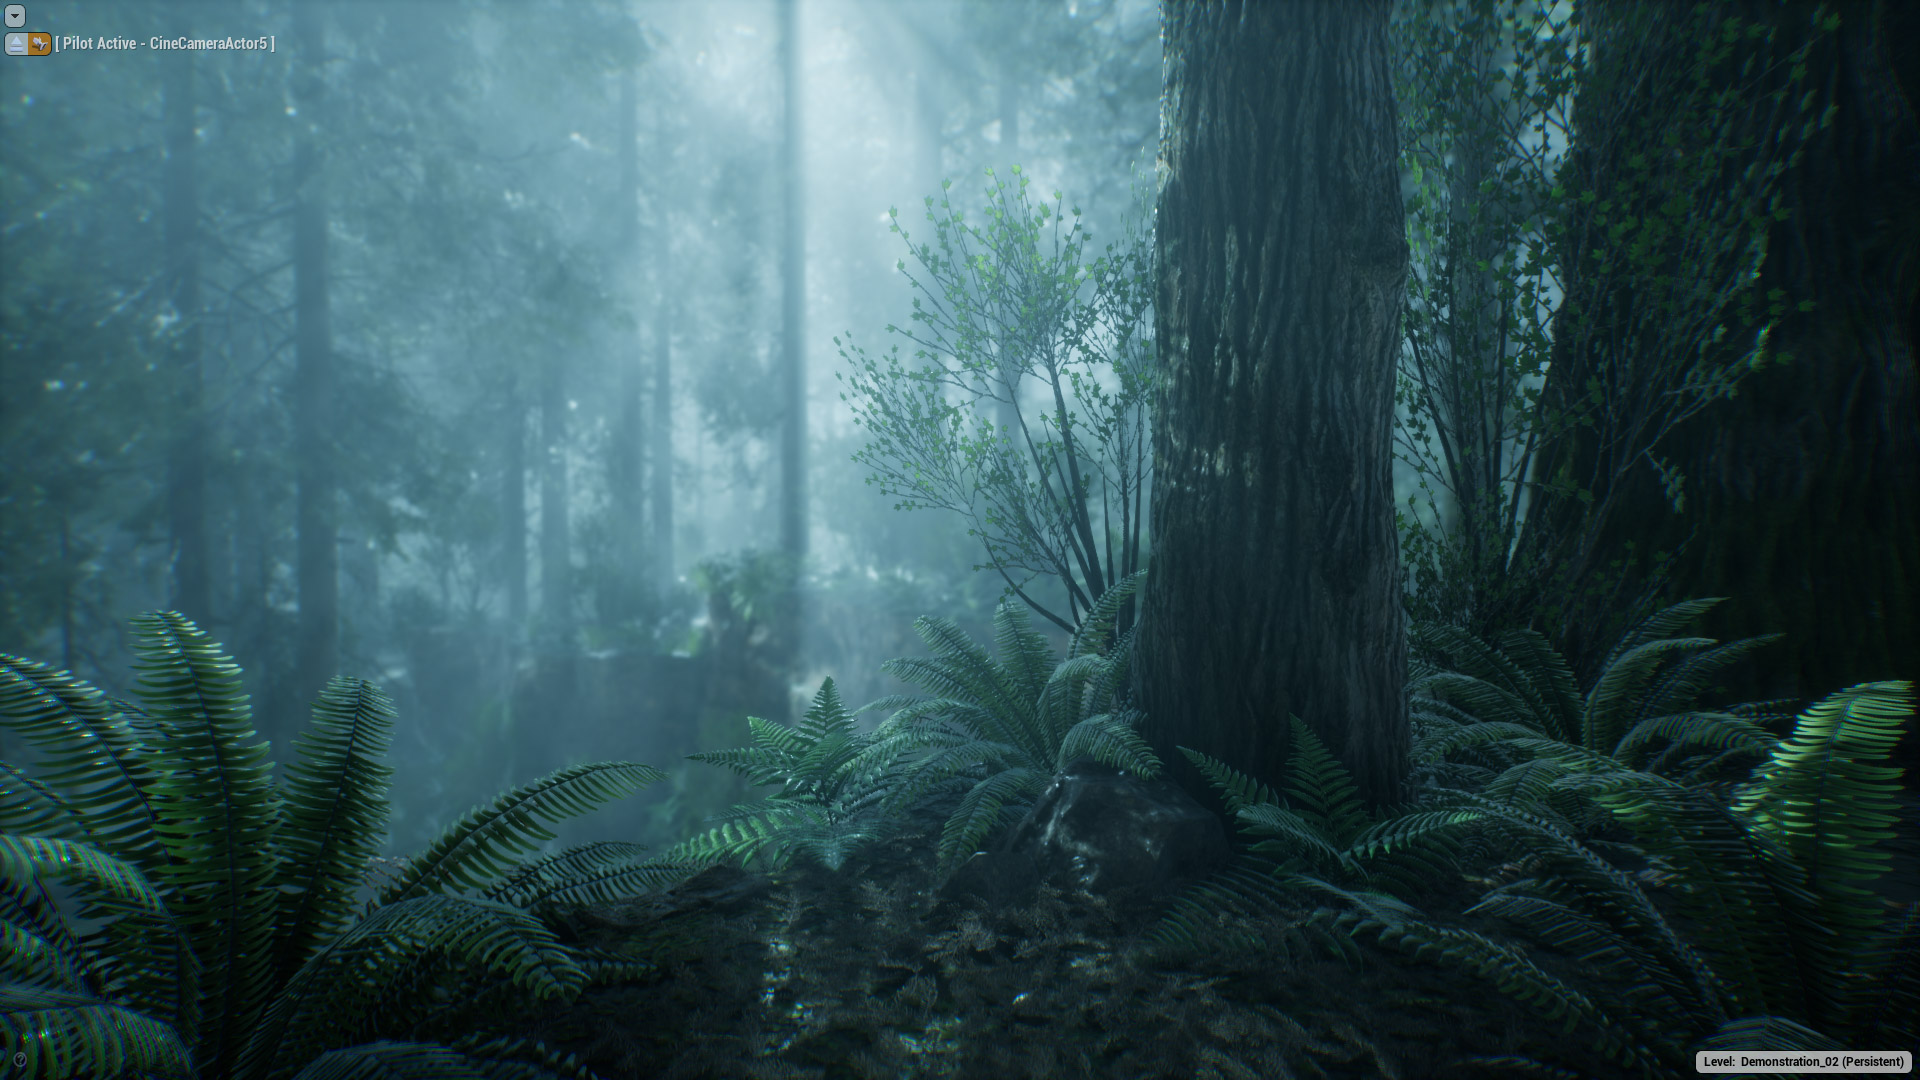 [ Pilot Active - CineCameraActor5 ]
Level: Demonstration_02 (Persistent)